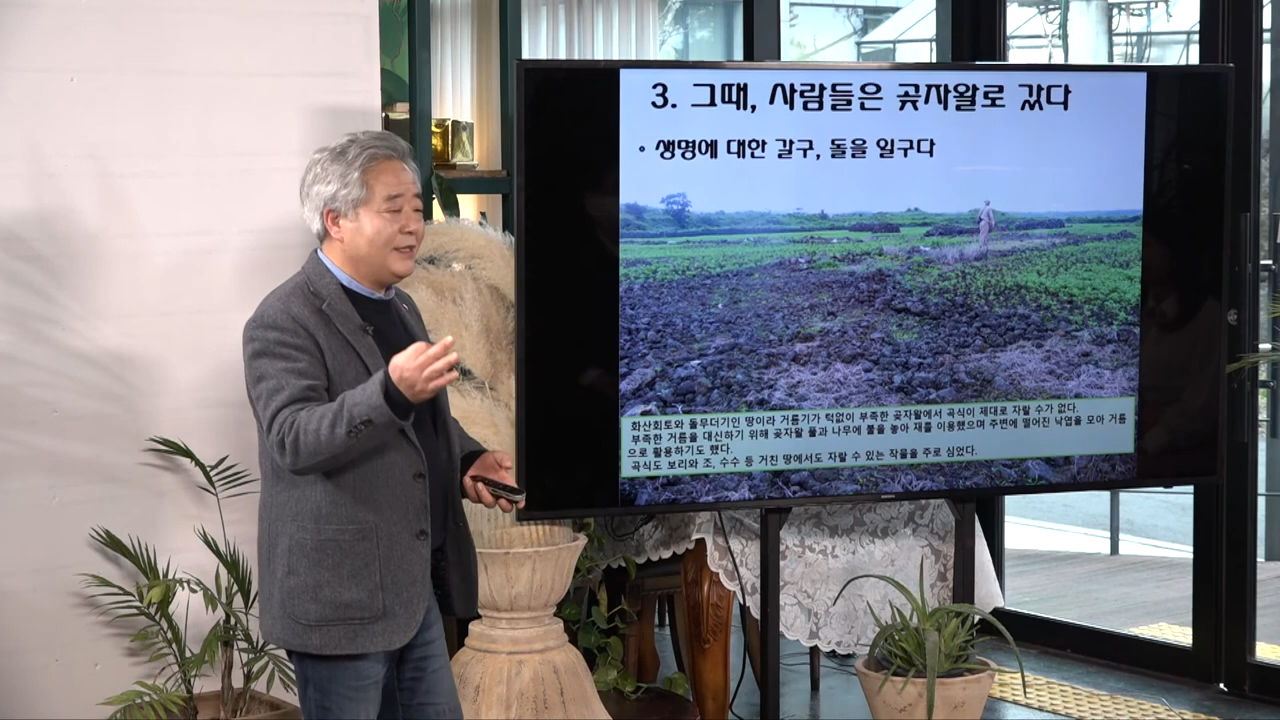 3. 그때, 사람들은 곶자왈로 갔다
• 생명에 대한 갈구, 돌을 일구다
화산회토와 돌무더기인 땅이라 거름기가 턱없이 부족한 곶자왈에서 곡식이 제대로 자랄 수가 없다.
부족한 거름을 대신하기 위해 곶자왈 풀과 나무에 불을 놓아 재를 이용했으며 주변에 떨어진 낙엽을 모아 거름
으로 활용하기도 했다.
곡식도 보리와 조, 수수 등 거친 땅에서도 자랄 수 있는 작물을 주로 심었다.